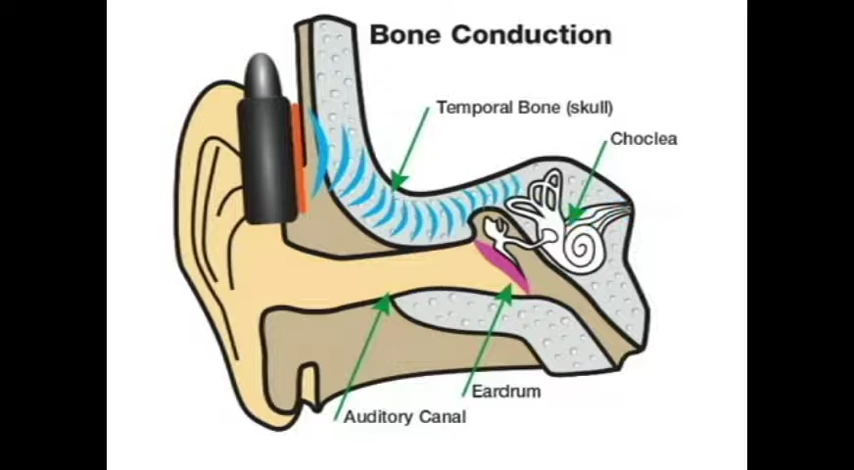 Bone Conduction
Temporal Bone (skull)
Choclea
Eardrum
Auditory Canal